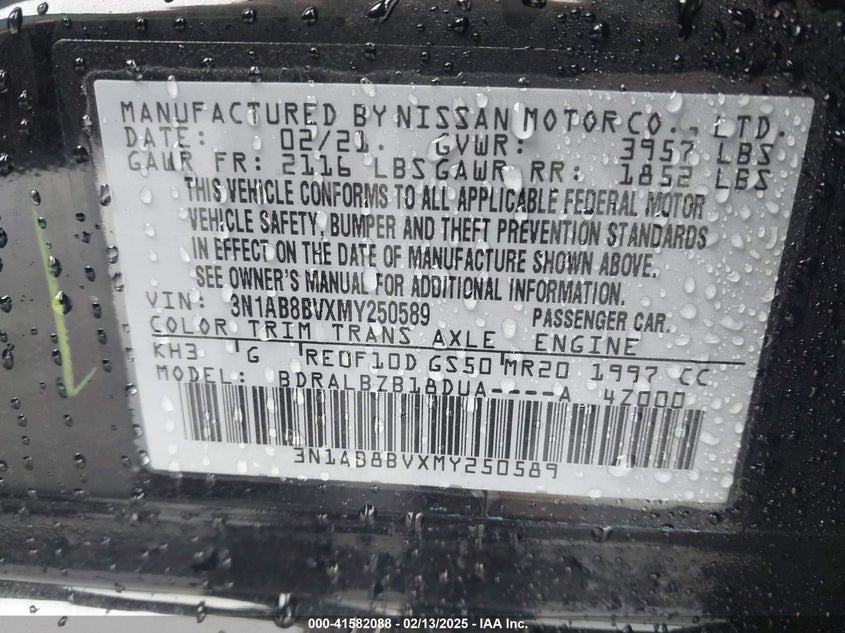 MANUFACTURED BY NISSAN MOTOR CO., LTD.
DATE: 02/21. GVWR: 3957 LBS
GAWR FR: 2116 LBS GAWR RR: 1852 LBS
THIS VEHICLE CONFORMS TO ALL APPLICABLE FEDERAL MOTOR
VEHICLE SAFETY, BUMPER AND THEFT PREVENTION STANDARDS
IN EFFECT ON THE DATE OF MANUFACTURE SHOWN ABOVE.
SEE OWNER'S MANUAL FOR ADDITIONAL INFORMATION.
VIN: 3N1AB8BVXMY250589 PASSENGER CAR.
COLOR TRIM TRANS AXLE ENGINE
KH3 G RE0F10D GS50 MR20 1997 CC
MODEL: BDRALBZB18DUA----A 4Z000
3N1AB8BVXMY250589
000-41582088 - 02/13/2025 - IAA Inc.